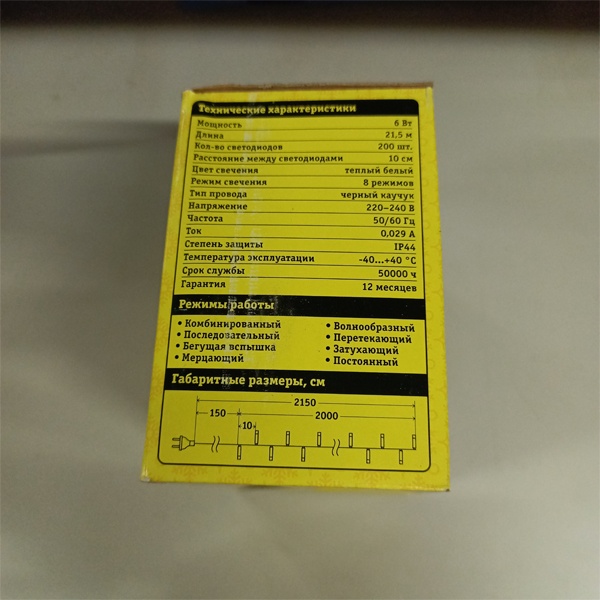 Технические характеристики
Мощность 6 Вт
Длина 21,5 м
Кол-во светодиодов 200 шт.
Расстояние между светодиодами 10 см
Цвет свечения теплый белый
Режим свечения 8 режимов
Тип провода черный каучук
Напряжение 220–240 В
Частота 50/60 Гц
Ток 0,029 А
Степень защиты IP44
Температура эксплуатации -40...+40 °C
Срок службы 50000 ч
Гарантия 12 месяцев
Режимы работы
• Комбинированный
• Последовательный
• Бегущая вспышка
• Мерцающий
• Волнообразный
• Перетекающий
• Затухающий
• Постоянный
Габаритные размеры, см
2150
150 2000
10